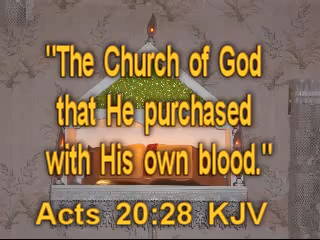 "The Church of God
that He purchased
with His own blood."
Acts 20:28 KJV